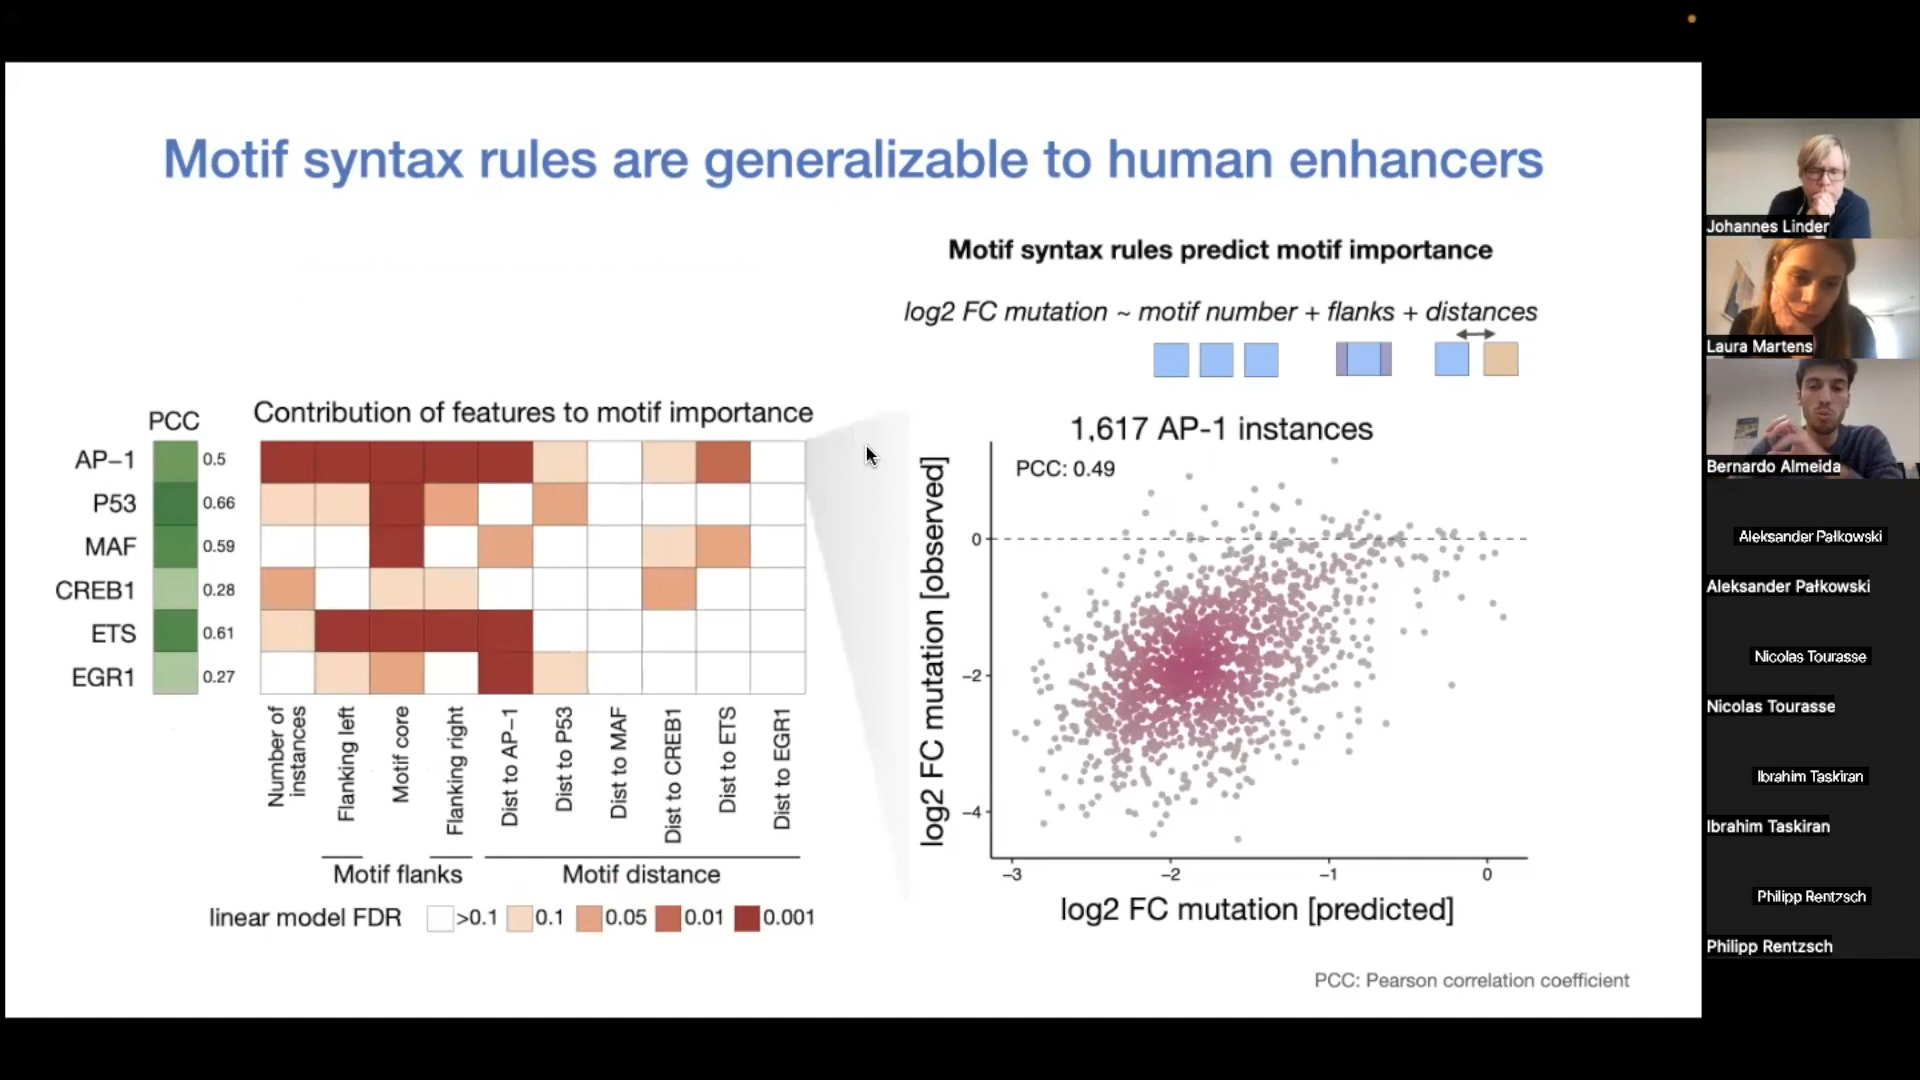 Motif syntax rules are generalizable to human enhancers
Motif syntax rules predict motif importance
log2 FC mutation ~ motif number + flanks + distances
PCC
Contribution of features to motif importance
AP–1
0.5
P53
0.66
MAF
0.59
CREB1
0.28
ETS
0.61
EGR1
0.27
Number of
instances
Flanking left
Motif core
Flanking right
Dist to AP–1
Dist to P53
Dist to MAF
Dist to CREB1
Dist to ETS
Dist to EGR1
Motif flanks
Motif distance
linear model FDR
>0.1
0.1
0.05
0.01
0.001
1,617 AP-1 instances
PCC: 0.49
log2 FC mutation [observed]
0
−2
−4
−3
−2
−1
0
log2 FC mutation [predicted]
PCC: Pearson correlation coefficient
Johannes Linder
Laura Martens
Bernardo Almeida
Aleksander Pałkowski
Aleksander Pałkowski
Nicolas Tourasse
Nicolas Tourasse
Ibrahim Taskiran
Ibrahim Taskiran
Philipp Rentzsch
Philipp Rentzsch